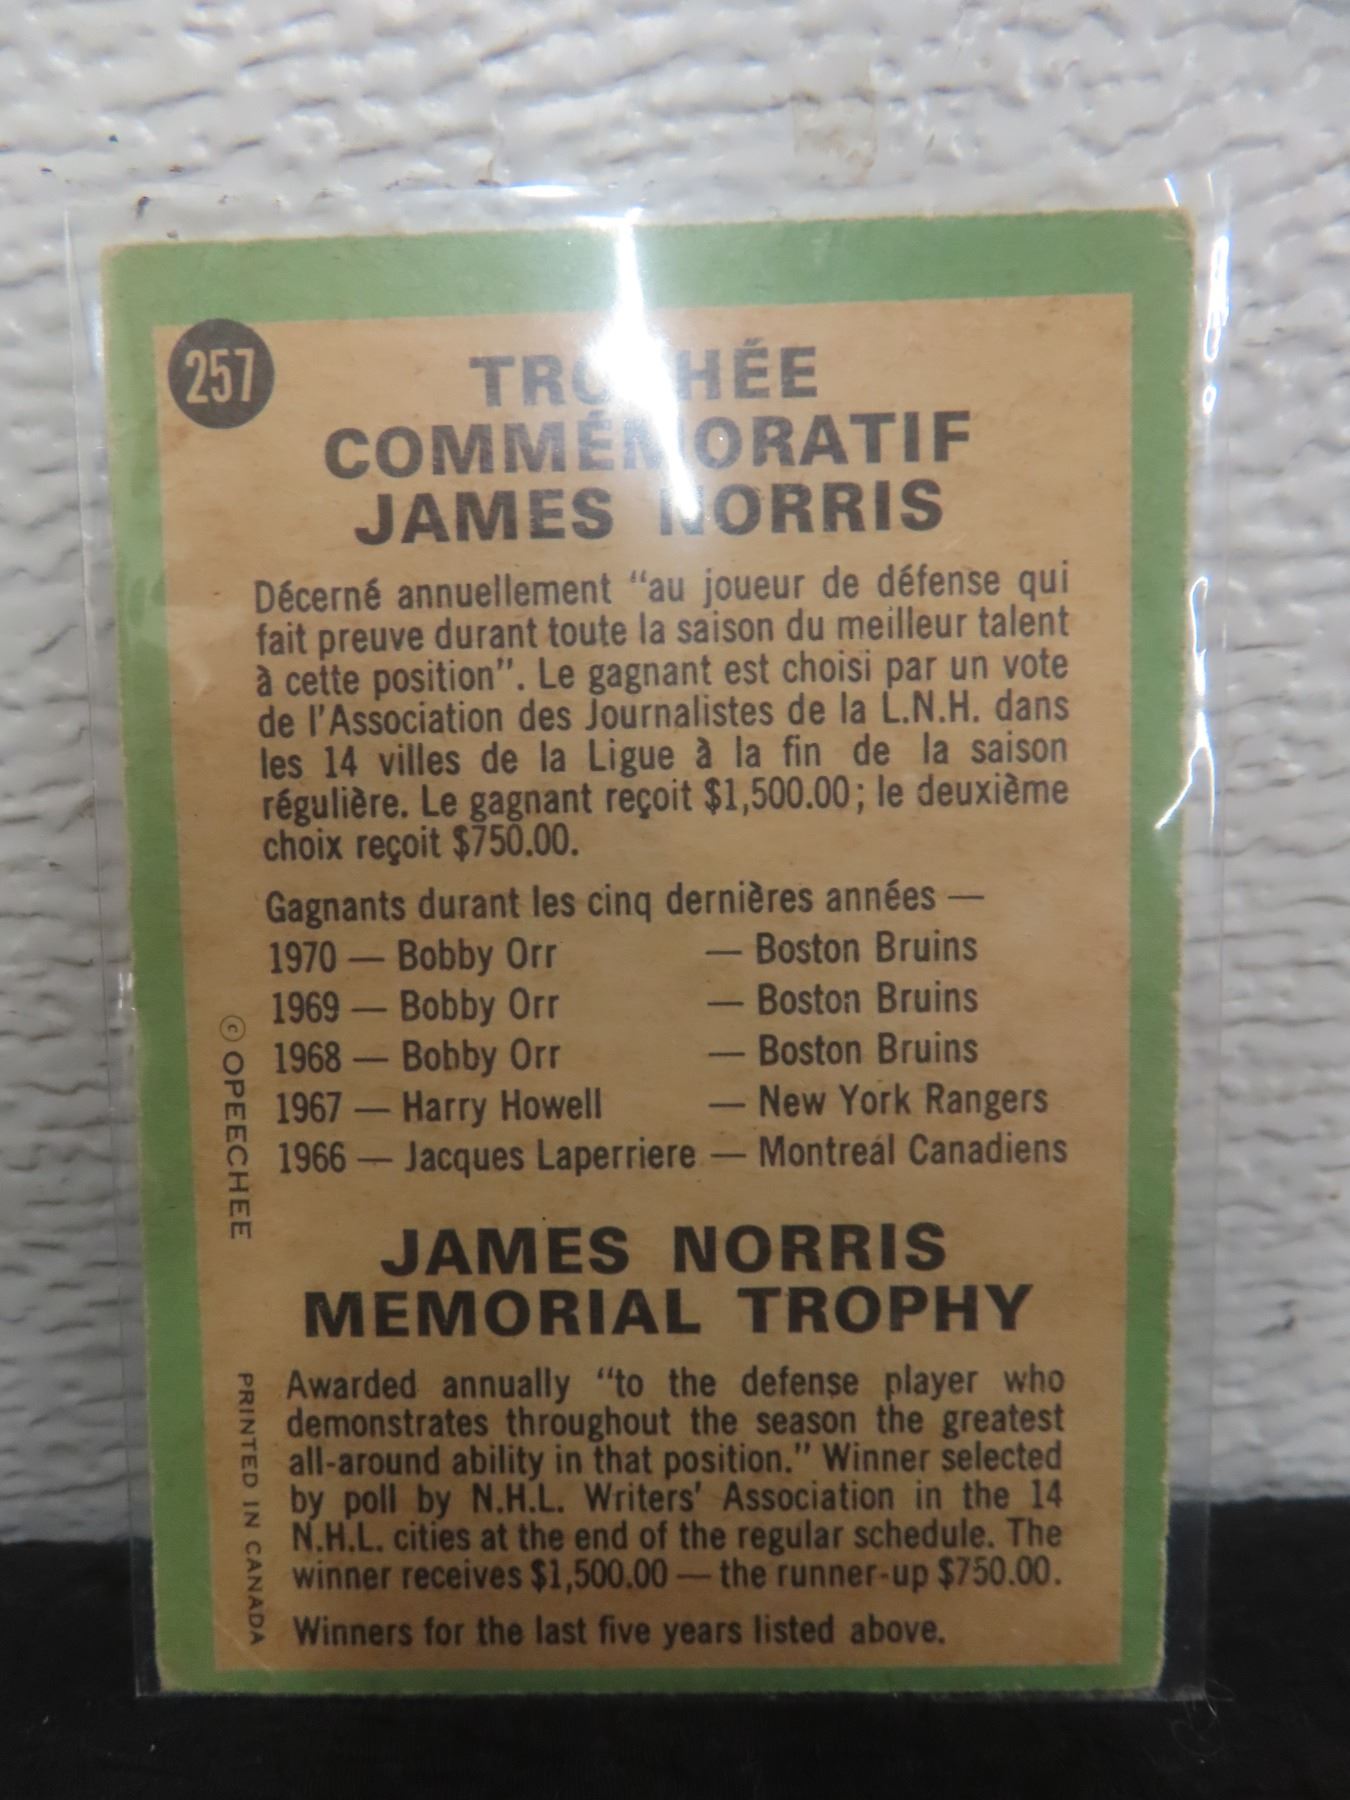 257
TROPHÉE
COMMÉMORATIF
JAMES NORRIS
Décerné annuellement “au joueur de défense qui
fait preuve durant toute la saison du meilleur talent
à cette position”. Le gagnant est choisi par un vote
de l'Association des Journalistes de la L.N.H. dans
les 14 villes de la Ligue à la fin de la saison
régulière. Le gagnant reçoit $1,500.00; le deuxième
choix reçoit $750.00.
Gagnants durant les cinq dernières années —
1970 — Bobby Orr — Boston Bruins
1969 — Bobby Orr — Boston Bruins
1968 — Bobby Orr — Boston Bruins
1967 — Harry Howell — New York Rangers
1966 — Jacques Laperriere — Montreal Canadiens
JAMES NORRIS
MEMORIAL TROPHY
Awarded annually “to the defense player who
demonstrates throughout the season the greatest
all-around ability in that position.” Winner selected
by poll by N.H.L. Writers' Association in the 14
N.H.L. cities at the end of the regular schedule. The
winner receives $1,500.00 — the runner-up $750.00.
Winners for the last five years listed above.
© OPEECHEE
PRINTED IN CANADA